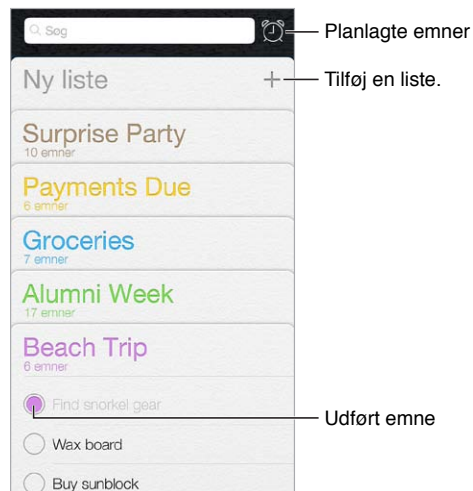 Søg
Planlagte emner
Ny liste
Tilføj en liste.
Surprise Party
10 emner
Payments Due
6 emner
Groceries
7 emner
Alumni Week
17 emner
Beach Trip
6 emner
Find snorkel gear
Udført emne
Wax board
Buy sunblock